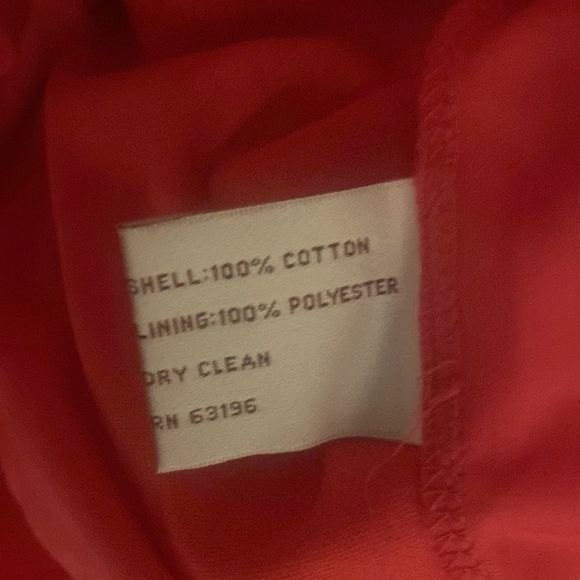 SHELL:100% COTTON
LINING:100% POLYESTER
DRY CLEAN
RN 63196